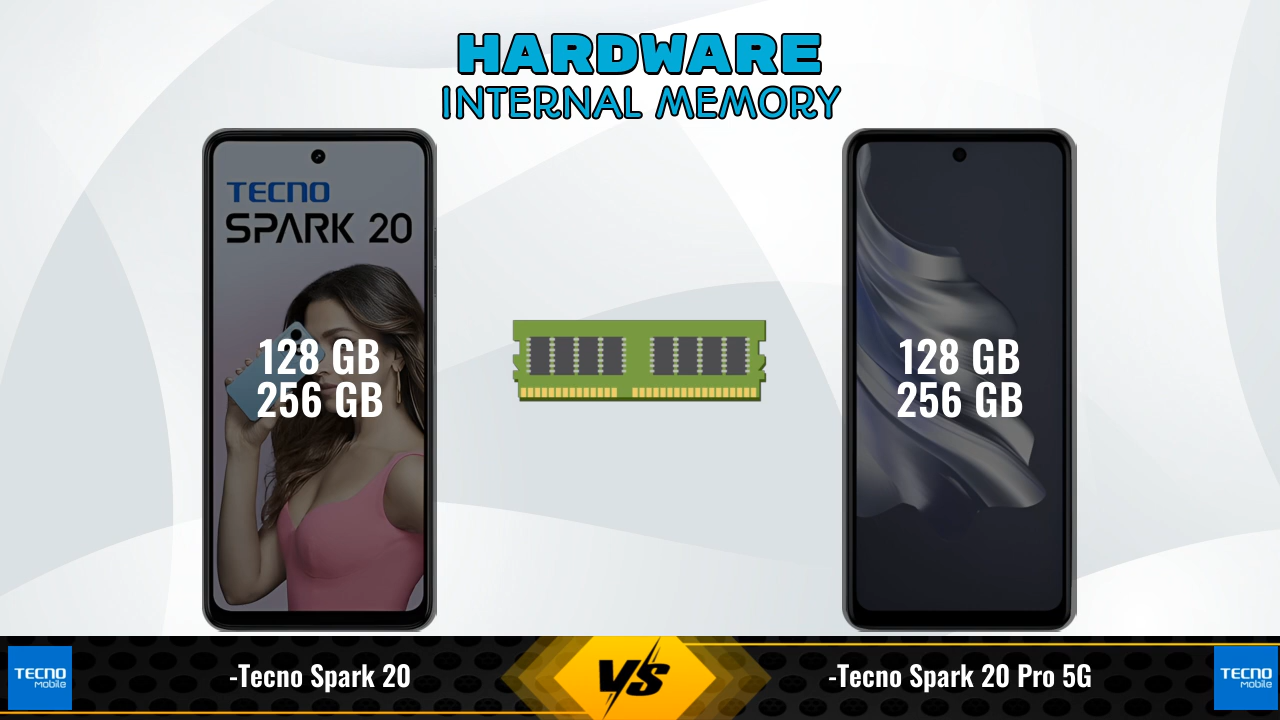 HARDWARE
INTERNAL MEMORY
TECNO
SPARK 20
128 GB
256 GB
128 GB
256 GB
TECNO
mobile
-Tecno Spark 20
VS
-Tecno Spark 20 Pro 5G
TECNO
mobile